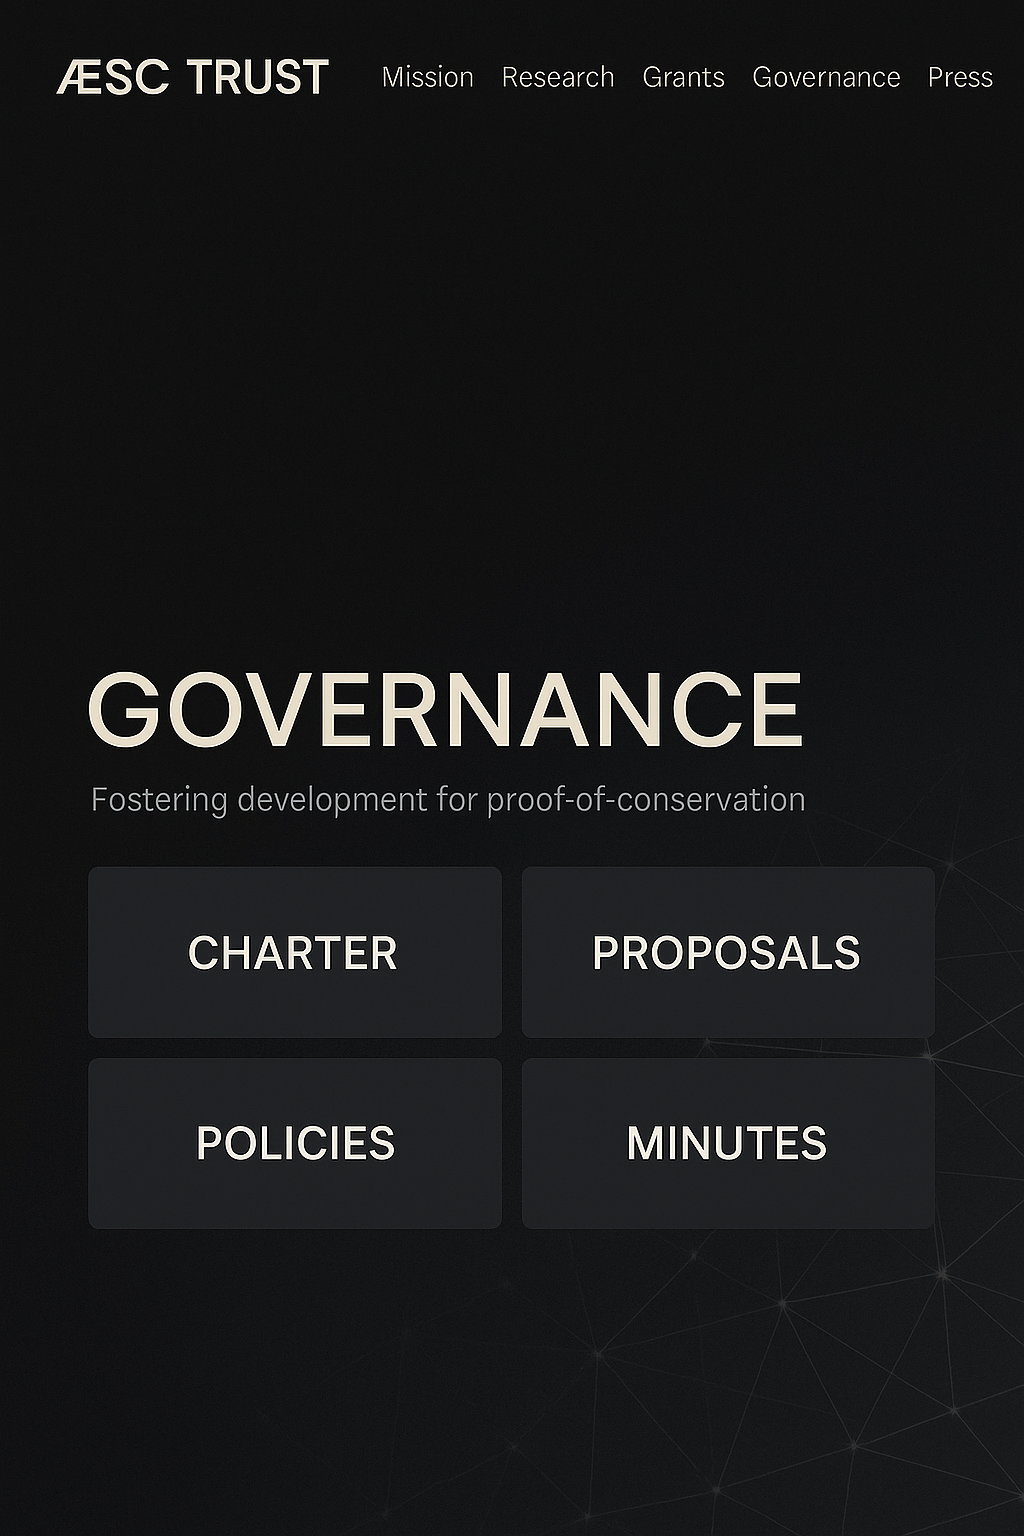 ÆSC TRUST Mission Research Grants Governance Press
GOVERNANCE
Fostering development for proof-of-conservation
CHARTER PROPOSALS
POLICIES MINUTES